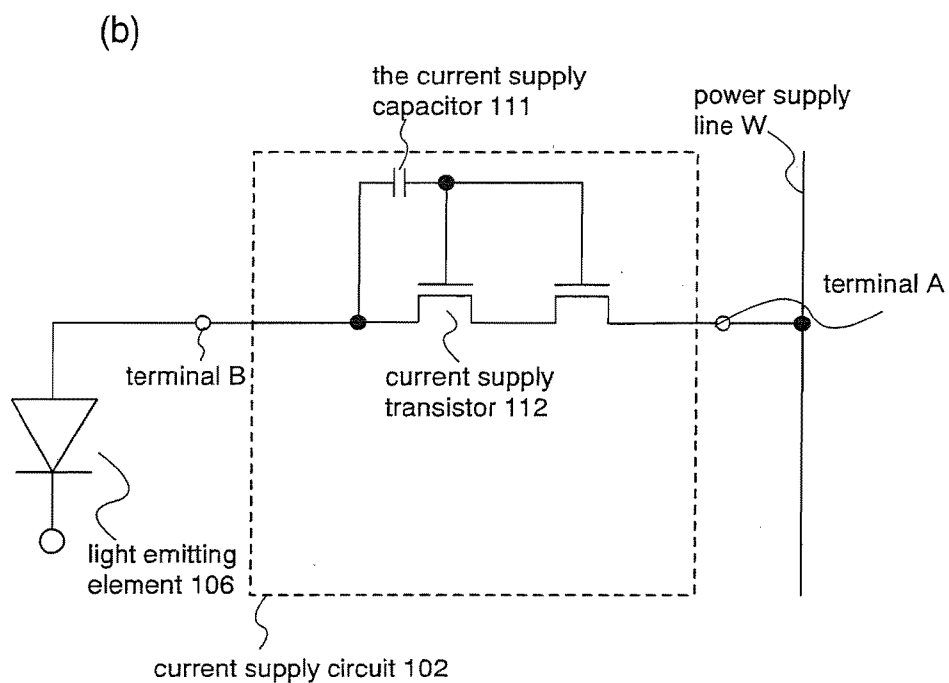 (b)
the current supply
capacitor 111
power supply
line W
terminal A
terminal B
current supply
transistor 112
light emitting
element 106
current supply circuit 102